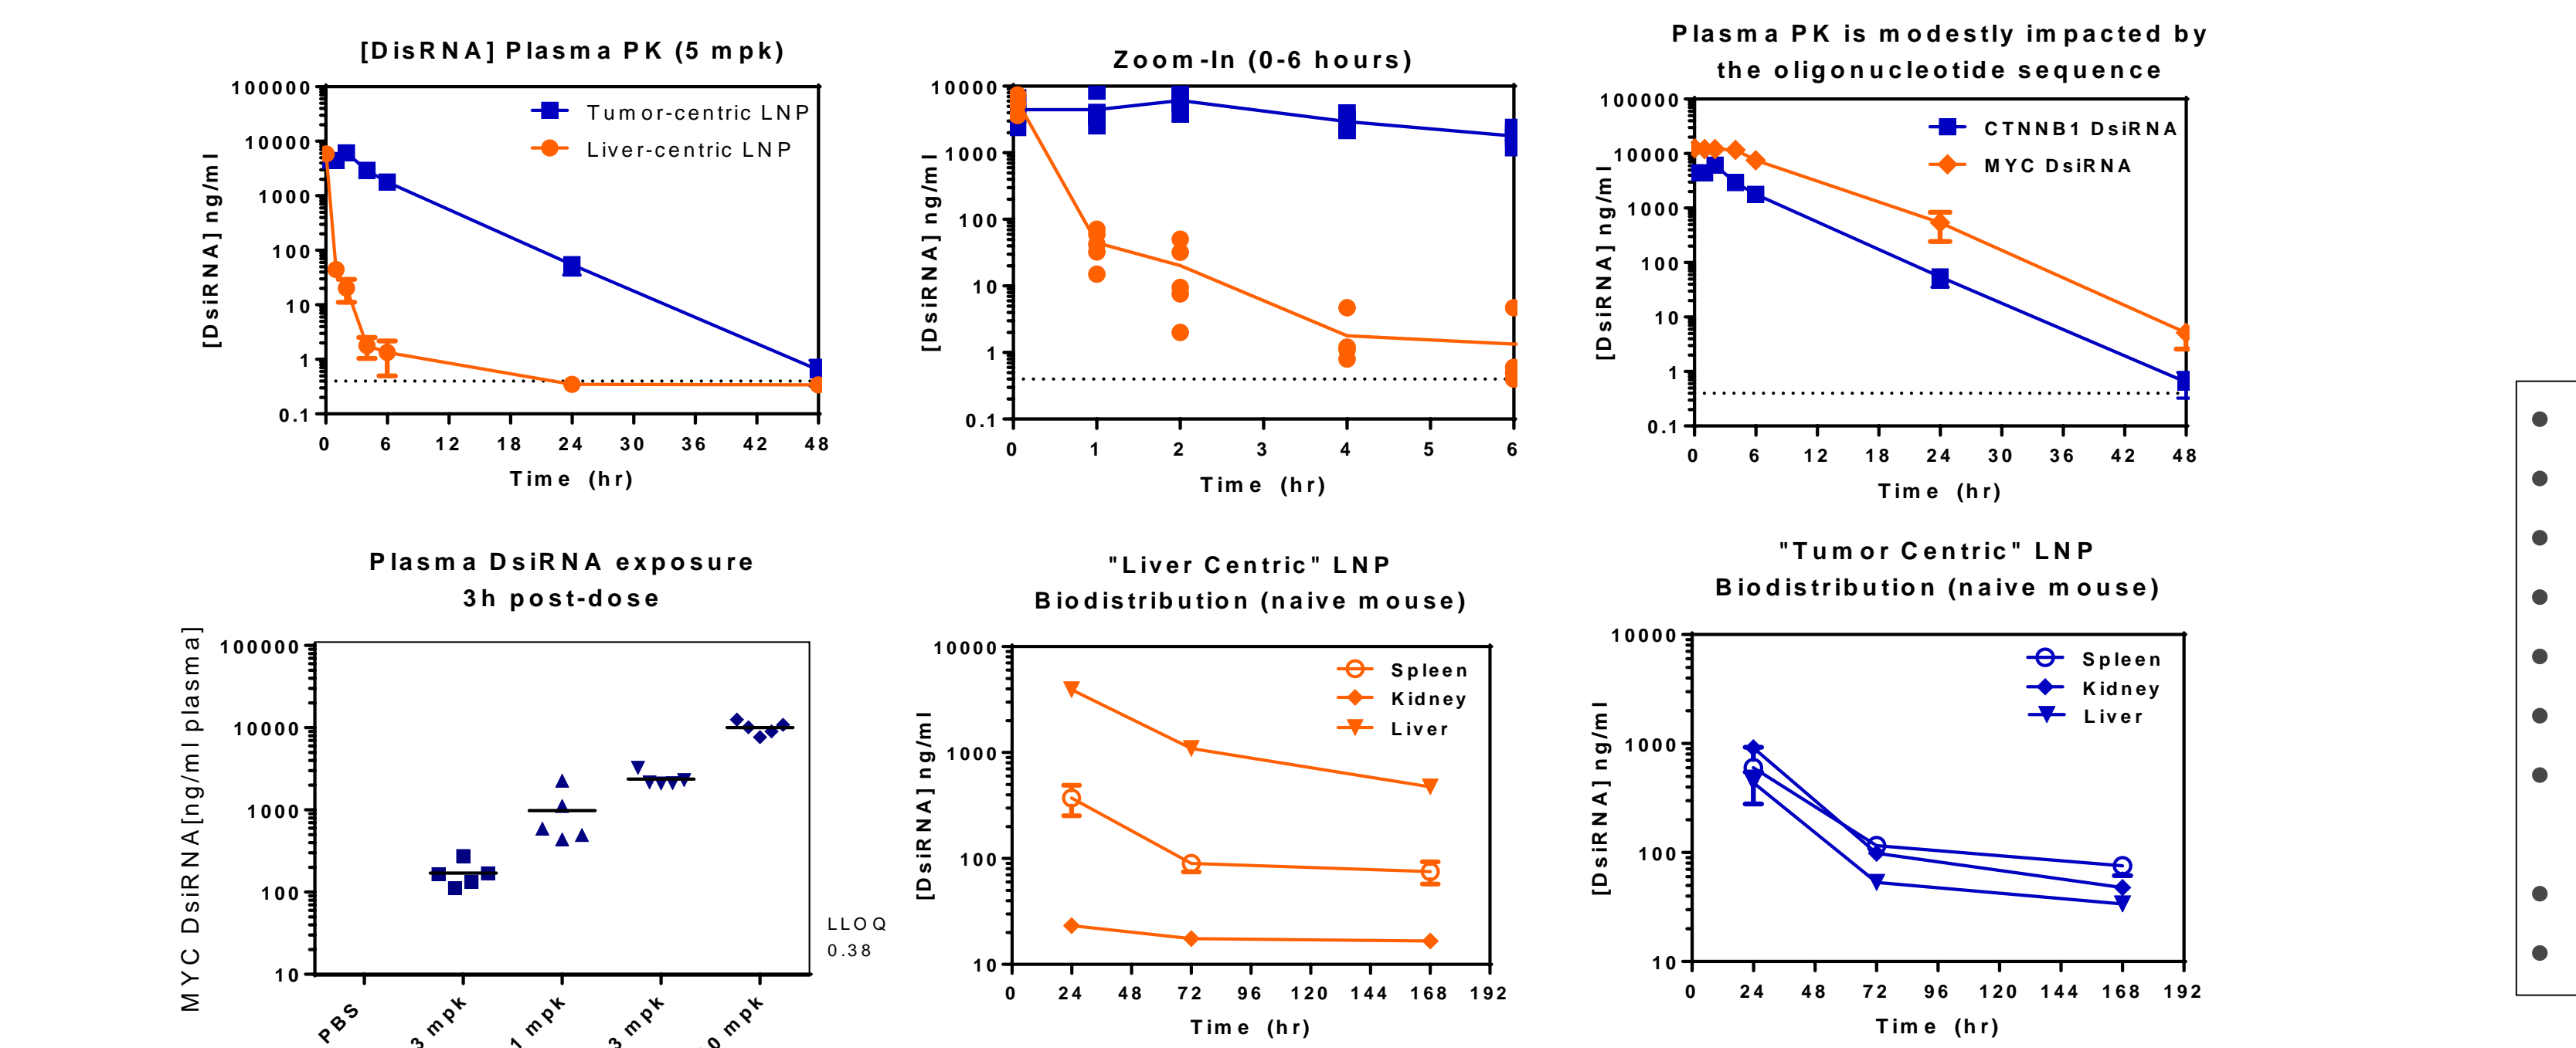 [DisRNA] Plasma PK (5 mpk)
[DsiRNA] ng/ml
100000
10000
1000
100
10
1
0.1
Tumor-centric LNP
Liver-centric LNP
0 6 12 18 24 30 36 42 48
Time (hr)
Zoom-In (0-6 hours)
[DsiRNA] ng/ml
10000
1000
100
10
1
0.1
0 1 2 3 4 5 6
Time (hr)
Plasma PK is modestly impacted by
the oligonucleotide sequence
[DsiRNA] ng/ml
100000
10000
1000
100
10
1
0.1
CTNNB1 DsiRNA
MYC DsiRNA
0 6 12 18 24 30 36 42 48
Time (hr)
Plasma DsiRNA exposure
3h post-dose
MYC DsiRNA[ng/ml plasma]
100000
10000
1000
100
10
PBS
3 mpk
1 mpk
3 mpk
0 mpk
LLOQ
0.38
"Liver Centric" LNP
Biodistribution (naive mouse)
[DsiRNA] ng/ml
10000
1000
100
10
Spleen
Kidney
Liver
0 24 48 72 96 120 144 168 192
Time (hr)
"Tumor Centric" LNP
Biodistribution (naive mouse)
[DsiRNA] ng/ml
10000
1000
100
10
Spleen
Kidney
Liver
0 24 48 72 96 120 144 168 192
Time (hr)